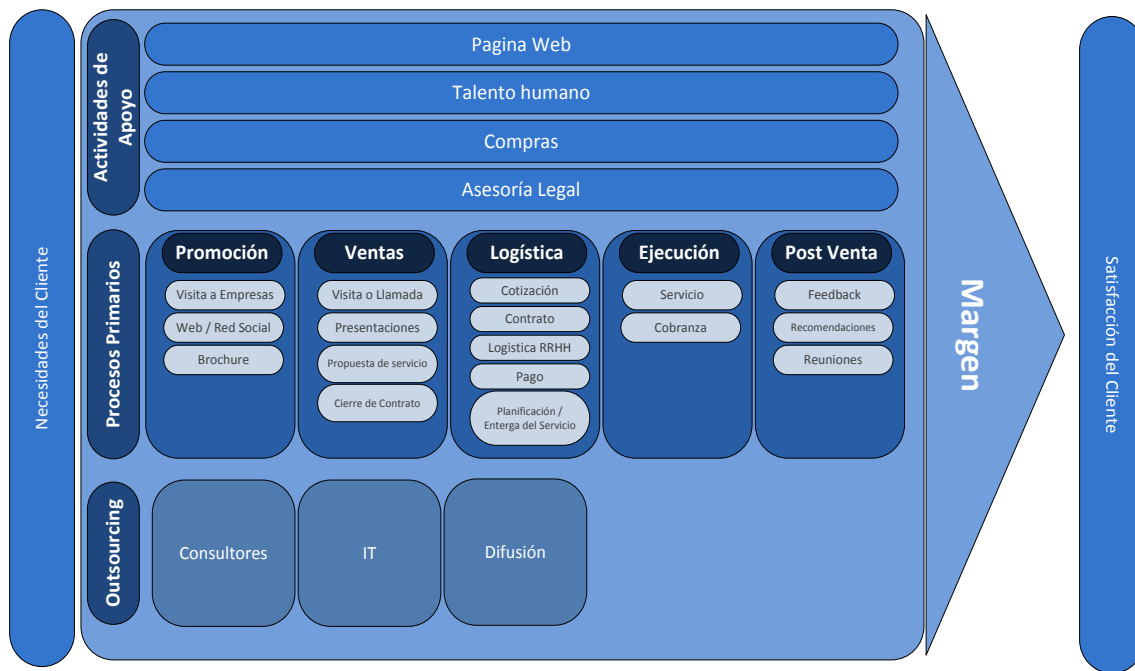 Necesidades del Cliente
Actividades de
Apoyo
Pagina Web
Talento humano
Compras
Asesoría Legal
Procesos Primarios
Promoción
Visita a Empresas
Web / Red Social
Brochure
Ventas
Visita o Llamada
Presentaciones
Propuesta de servicio
Cierre de Contrato
Logística
Cotización
Contrato
Logistica RRHH
Pago
Planificación /
Enterga del Servicio
Ejecución
Servicio
Cobranza
Post Venta
Feedback
Recomendaciones
Reuniones
Outsourcing
Consultores
IT
Difusión
Margen
Satisfacción del Cliente